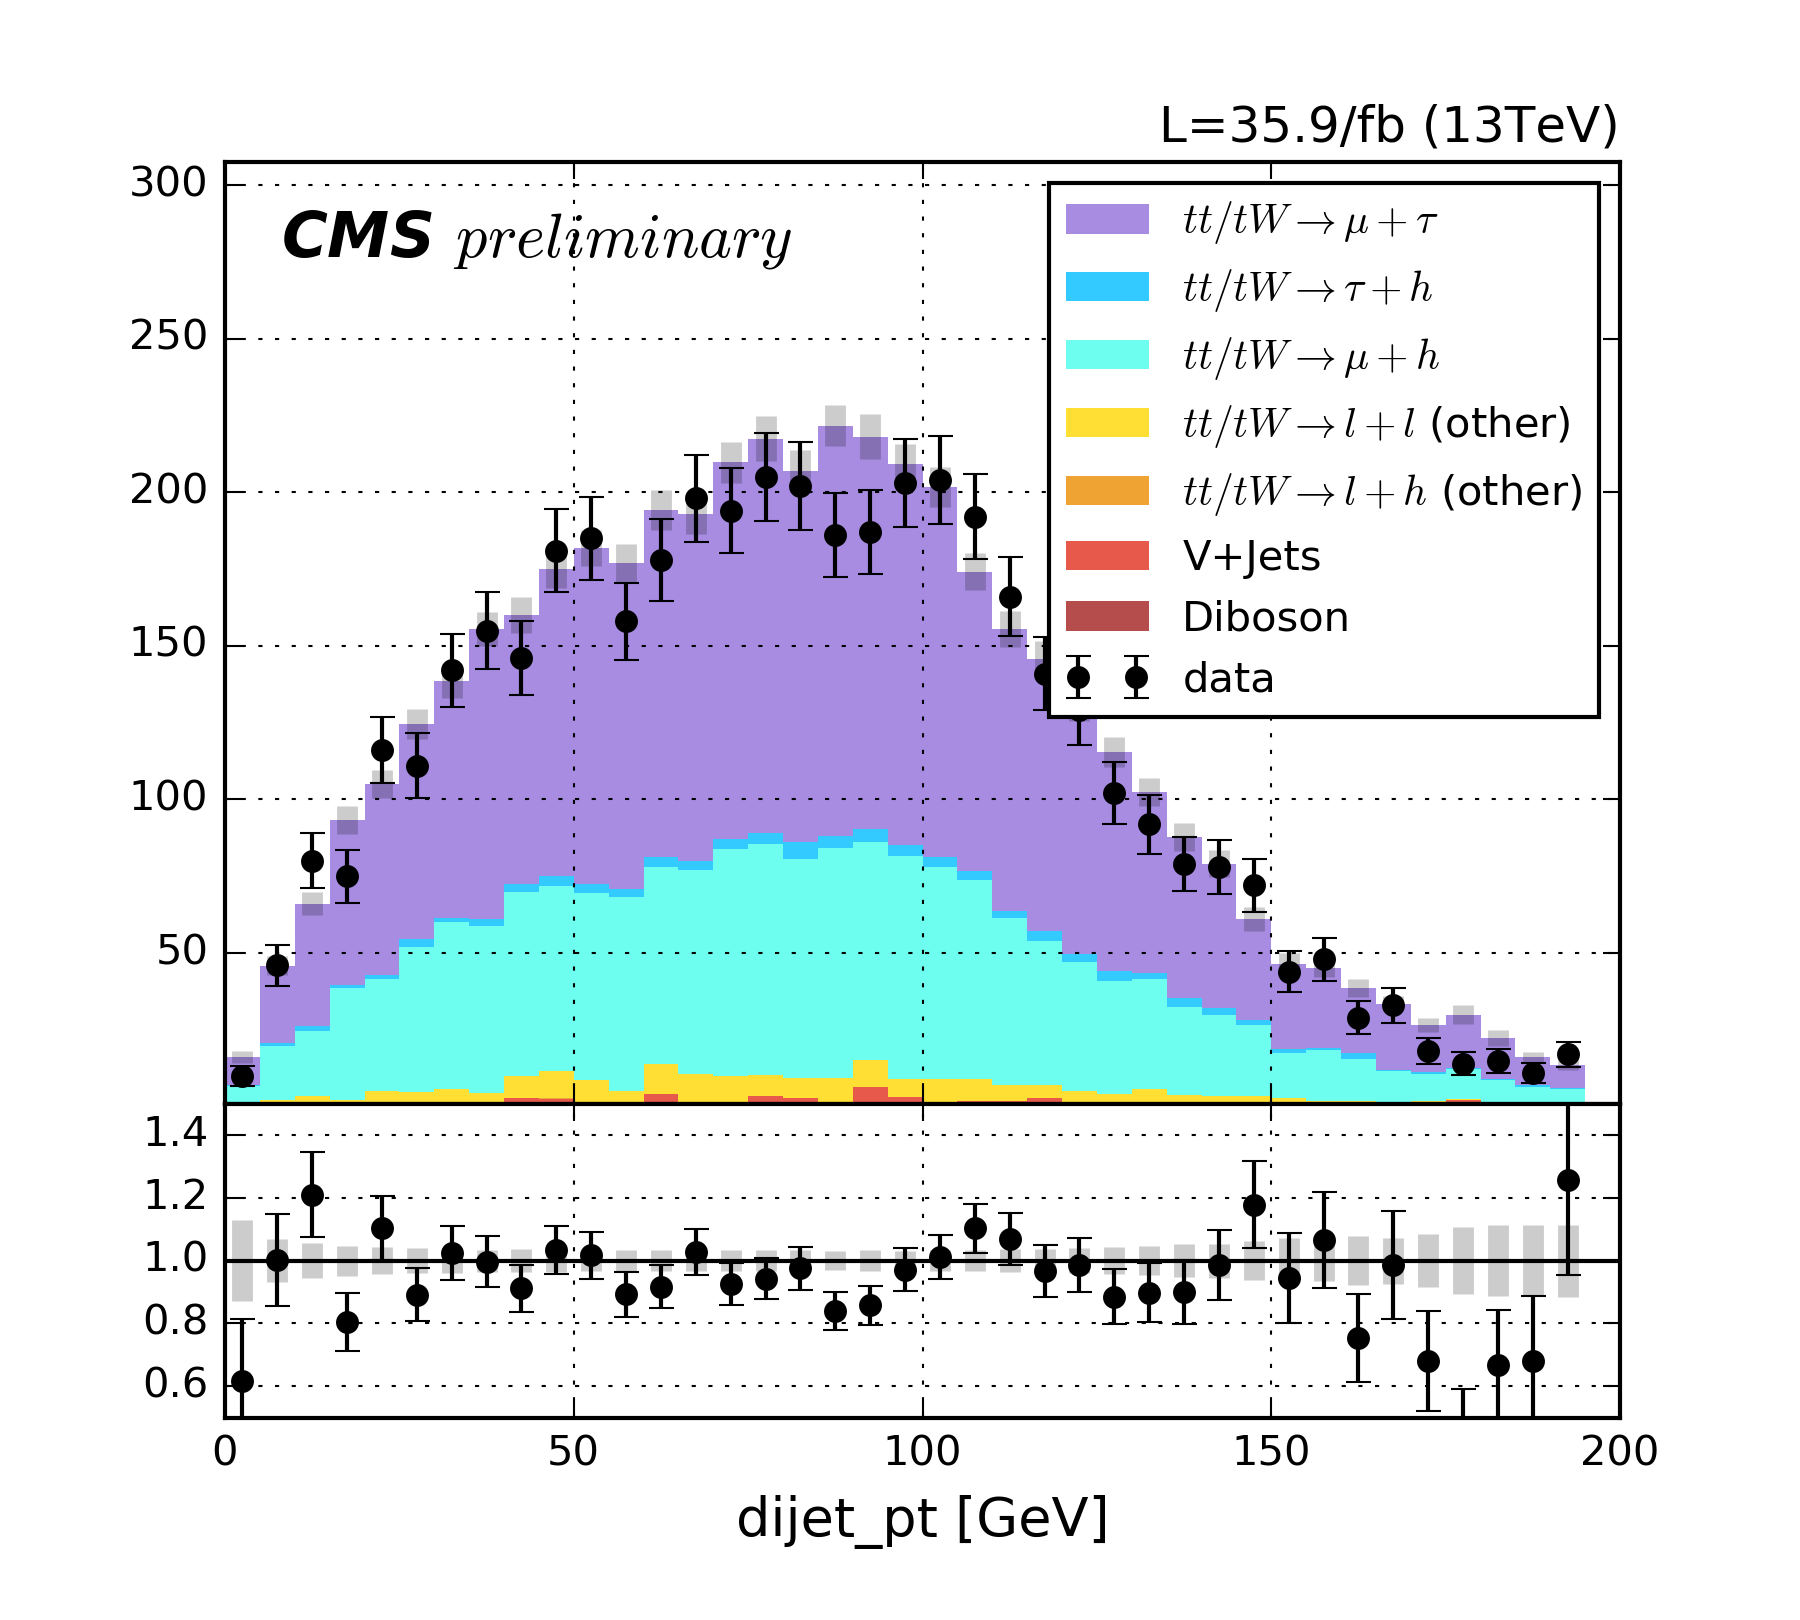 L=35.9/fb (13TeV)
CMS preliminary
300
250
200
150
100
50
tt/tW → μ + τ
tt/tW → τ + h
tt/tW → μ + h
tt/tW → l + l (other)
tt/tW → l + h (other)
V+Jets
Diboson
data
1.4
1.2
1.0
0.8
0.6
0 50 100 150 200
dijet_pt [GeV]